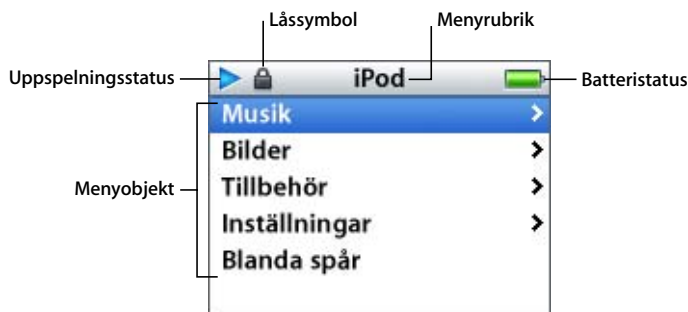 Låssymbol
Menyrubrik
Uppspelningsstatus
iPod
Batteristatus
Musik
Bilder
Menyobjekt
Tillbehör
Inställningar
Blanda spår